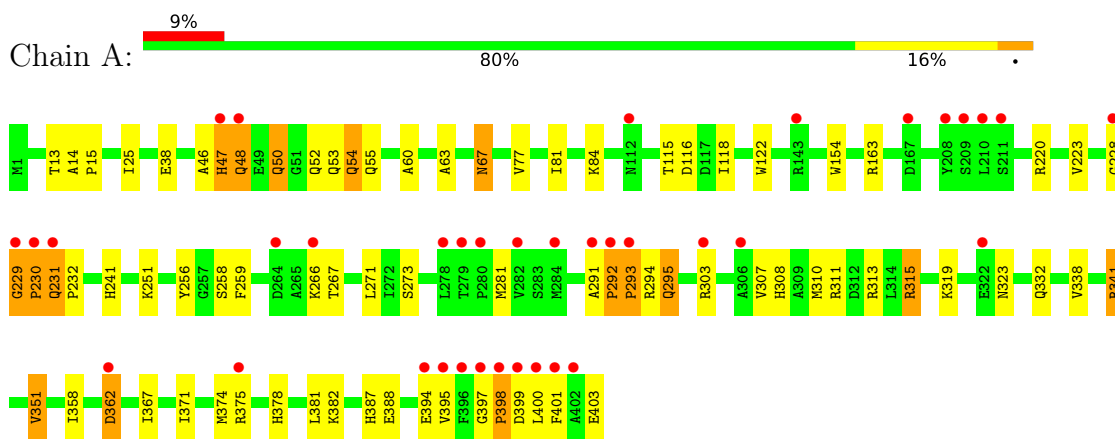 9%
Chain A:
80% 16% •
M1 T13 A14 P15 I25 E38 A46 H47 Q48 E49 Q50 G51 Q52 Q53 Q54 Q55 A60 A63 N67 V77 I81 K84 N112 T115 D116 D117 I118 W122 R143 W154 R163 D167 Y208 S209 L210 S211 R220 V223 G228
G229 P230 Q231 P232 H241 K251 Y256 G257 S258 F259 D264 A265 K266 T267 L271 I272 S273 L278 T279 P280 M281 V282 S283 M284 A291 P292 P293 R294 Q295 R303 A306 V307 H308 A309 M310 R311 D312 R313 L314 R315 K319 E322 N323 Q332 V338
V351 I358 D362 I367 I371 M374 R375 H378 L381 K382 H387 E388 E394 V395 F396 G397 P398 D399 L400 F401 A402 E403